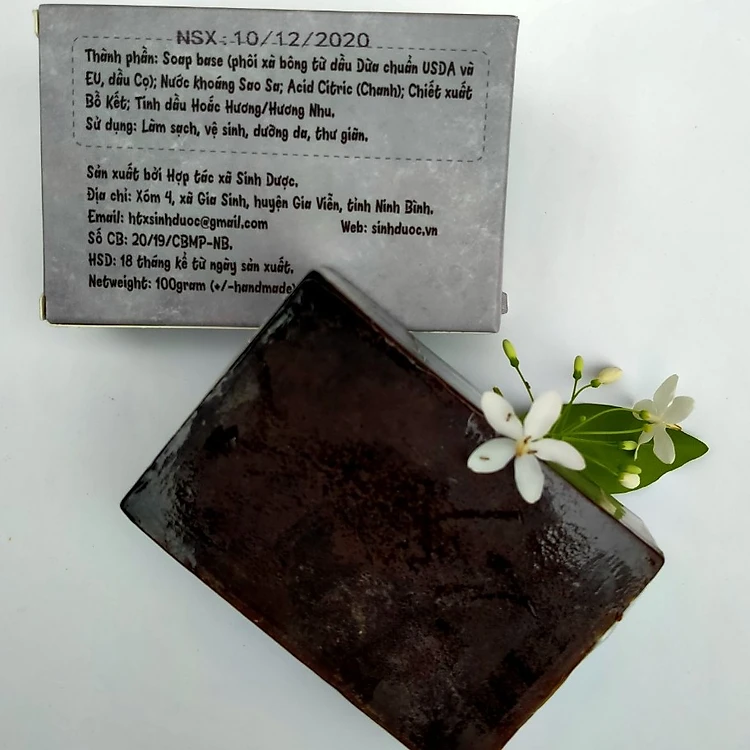 NSX: 10/12/2020
Thành phần: Soap base (phôi xà bông từ dầu Dừa chuẩn USDA và
EU, dầu Cọ); Nước khoáng Sao Sa; Acid Citric (Chanh); Chiết xuất
Bồ Kết; Tinh dầu Hoắc Hương/Hương Nhu.
Sử dụng: Làm sạch, vệ sinh, dưỡng da, thư giãn.
Sản xuất bởi Hợp tác xã Sinh Dược.
Địa chỉ: Xóm 4, xã Gia Sinh, huyện Gia Viễn, tỉnh Ninh Bình.
Email: htxsinhduoc@gmail.com Web: sinhduoc.vn
Số CB: 20/19/CBMP-NB.
HSD: 18 tháng kể từ ngày sản xuất.
Netweight: 100gram (+/-handmade)